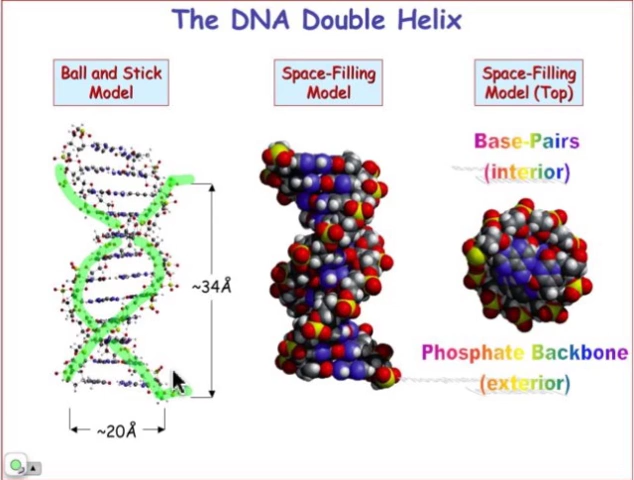 The DNA Double Helix
Ball and Stick
Model
Space-Filling
Model
Space-Filling
Model (Top)
Base-Pairs
(interior)
~34Å
Phosphate Backbone
(exterior)
~20Å